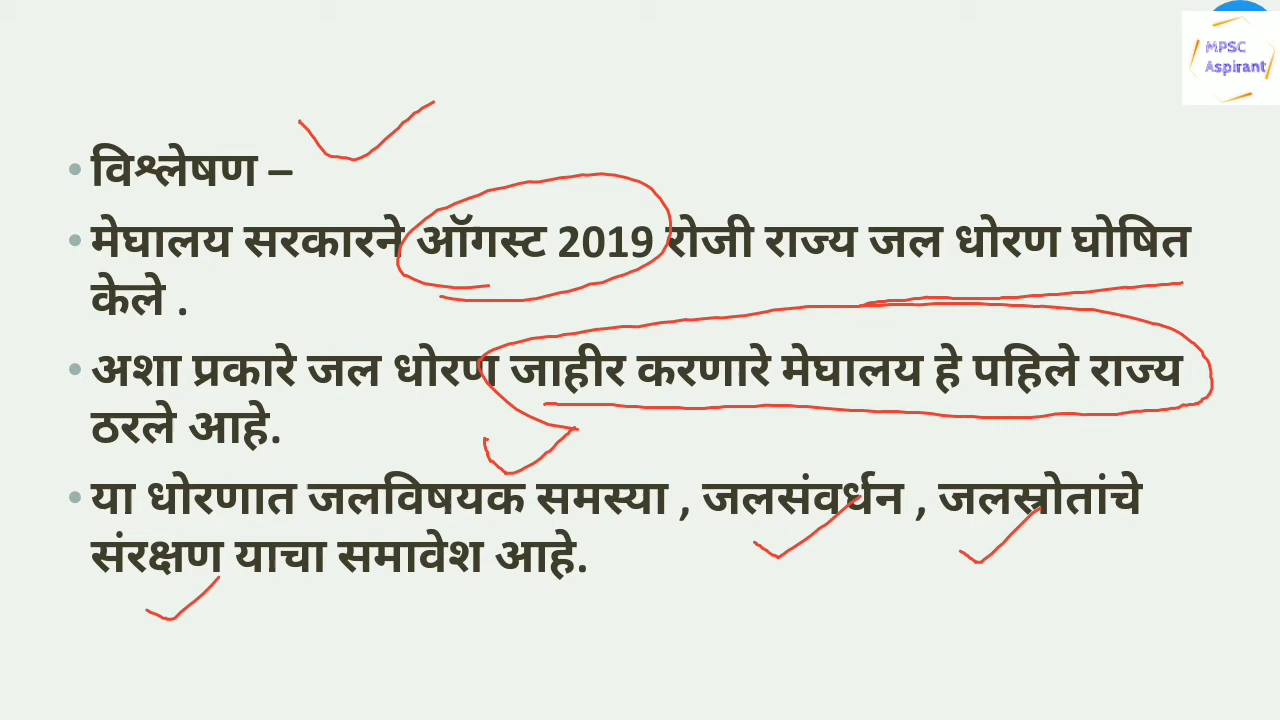 MPSC
Aspirant
विश्लेषण –
मेघालय सरकारने ऑगस्ट 2019 रोजी राज्य जल धोरण घोषित
केले .
अशा प्रकारे जल धोरण जाहीर करणारे मेघालय हे पहिले राज्य
ठरले आहे.
या धोरणात जलविषयक समस्या , जलसंवर्धन , जलस्रोतांचे
संरक्षण याचा समावेश आहे.